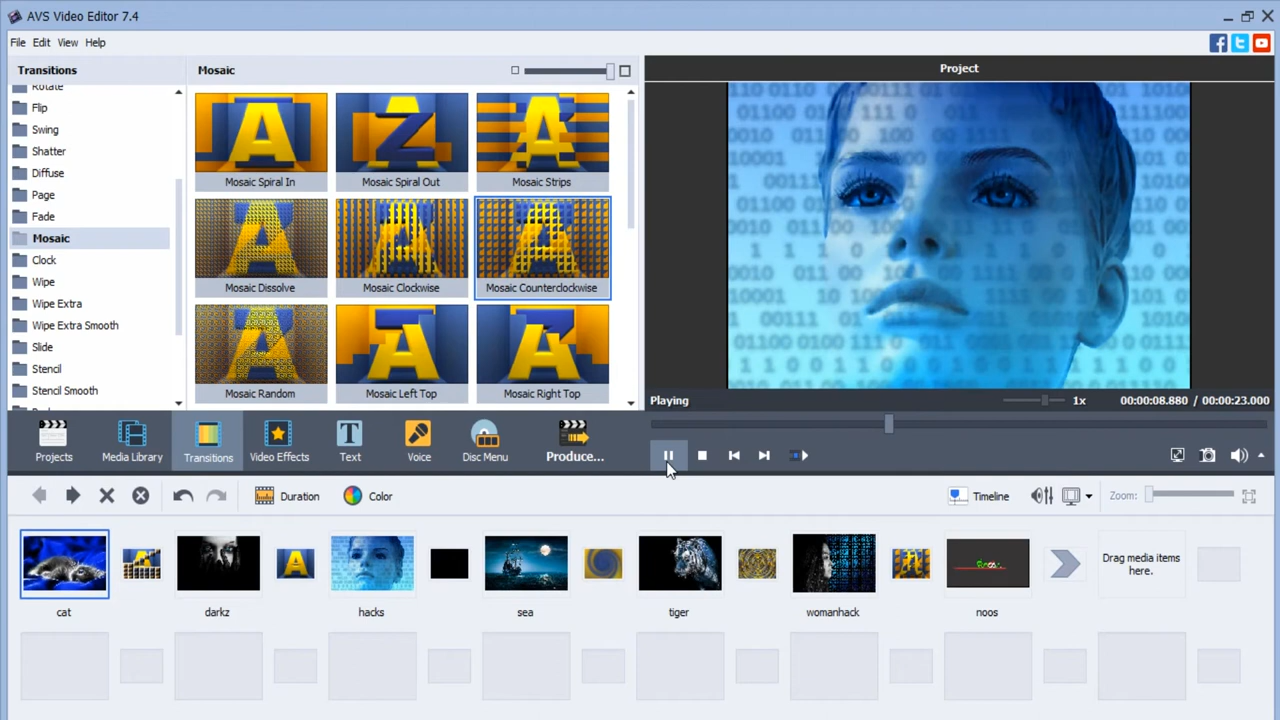 AVS Video Editor 7.4
File Edit View Help
Transitions
Rotate
Flip
Swing
Shatter
Diffuse
Page
Fade
Mosaic
Clock
Wipe
Wipe Extra
Wipe Extra Smooth
Slide
Stencil
Stencil Smooth
Mosaic
Mosaic Spiral In
Mosaic Spiral Out
Mosaic Strips
Mosaic Dissolve
Mosaic Clockwise
Mosaic Counterclockwise
Mosaic Random
Mosaic Left Top
Mosaic Right Top
Project
Playing
1x
00:00:08.880 / 00:00:23.000
Projects
Media Library
Transitions
Video Effects
Text
Voice
Disc Menu
Produce...
Duration
Color
Timeline
Zoom:
Drag media items
here.
cat
darkz
hacks
sea
tiger
womanhack
noos